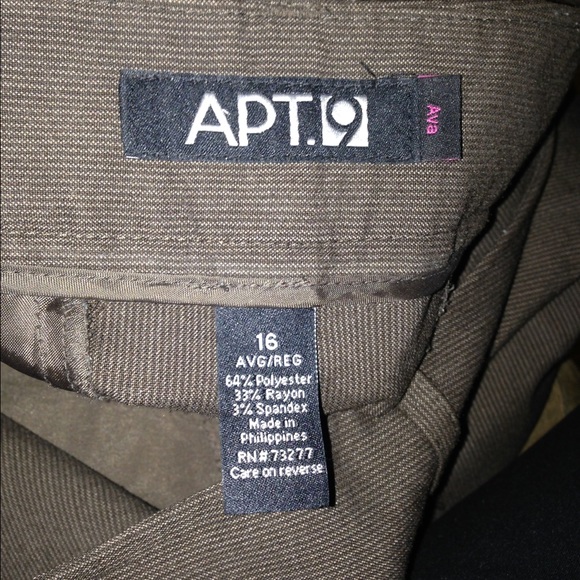 APT.9
Ava
16
AVG/REG
64% Polyester
33% Rayon
3% Spandex
Made in
Philippines
RN# 73277
Care on reverse